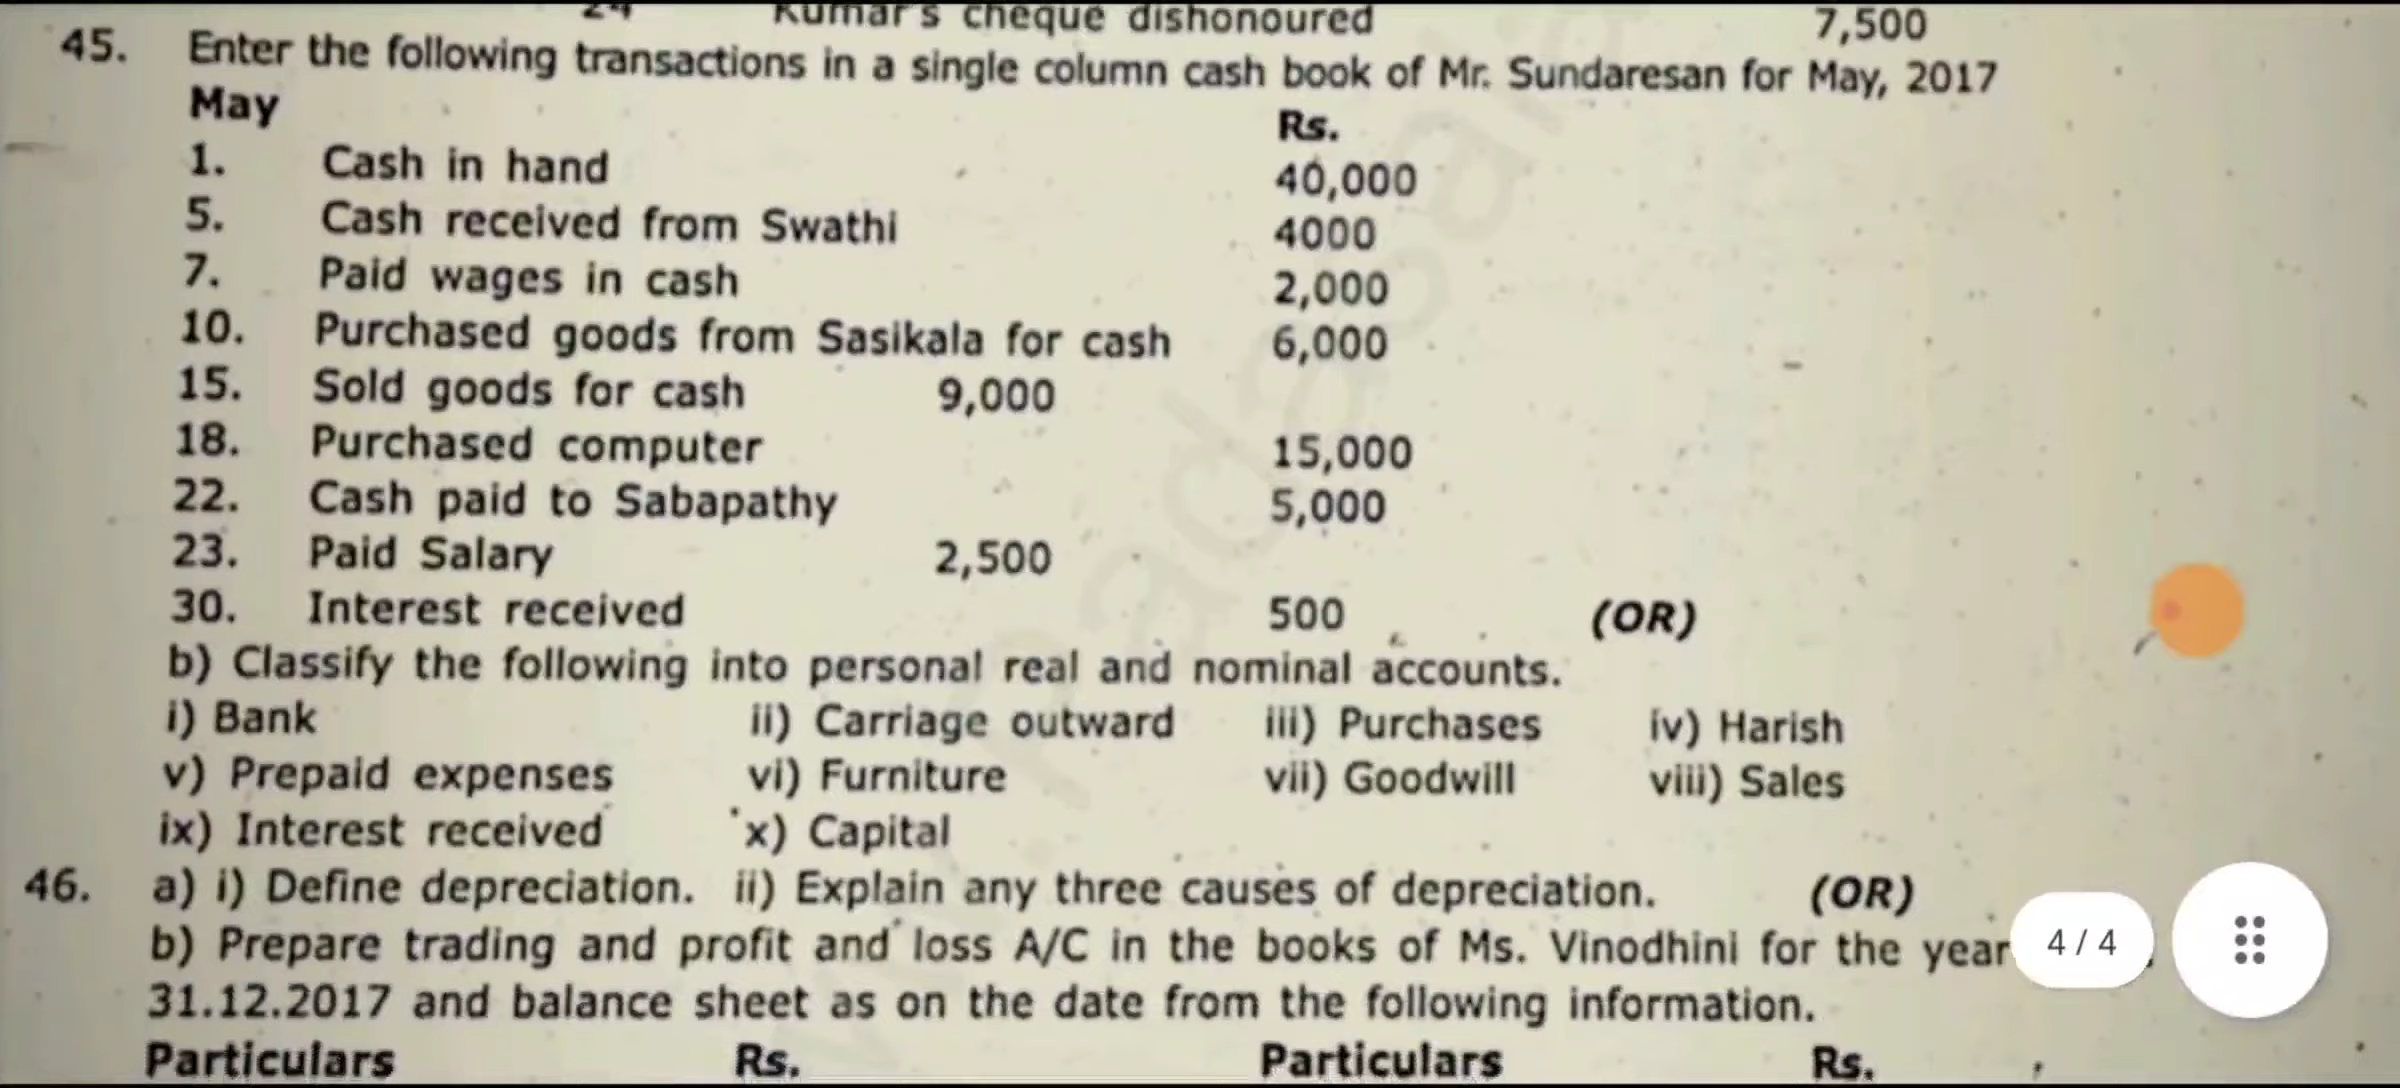 24 Kumar's cheque dishonoured 7,500
45. Enter the following transactions in a single column cash book of Mr. Sundaresan for May, 2017
May Rs.
1. Cash in hand 40,000
5. Cash received from Swathi 4000
7. Paid wages in cash 2,000
10. Purchased goods from Sasikala for cash 6,000
15. Sold goods for cash 9,000
18. Purchased computer 15,000
22. Cash paid to Sabapathy 5,000
23. Paid Salary 2,500
30. Interest received 500 (OR)
b) Classify the following into personal real and nominal accounts.
i) Bank ii) Carriage outward iii) Purchases iv) Harish
v) Prepaid expenses vi) Furniture vii) Goodwill viii) Sales
ix) Interest received x) Capital
46. a) i) Define depreciation. ii) Explain any three causes of depreciation. (OR)
b) Prepare trading and profit and loss A/C in the books of Ms. Vinodhini for the year
4 / 4
31.12.2017 and balance sheet as on the date from the following information.
Particulars Rs. Particulars Rs.